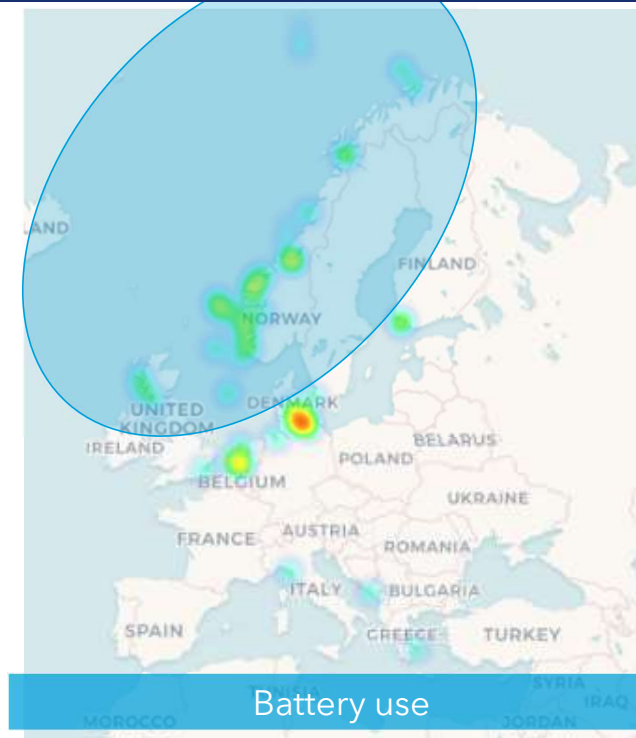 LAND
FINLAND
NORWAY
DENMARK
UNITED
KINGDOM
IRELAND
BELARUS
POLAND
BELGIUM
UKRAINE
AUSTRIA
FRANCE
ROMANIA
ITALY
BULGARIA
SPAIN
GREECE
TURKEY
TUNISIA
SYRIA
Battery use
IRAQ
MOROCCO
JORDAN